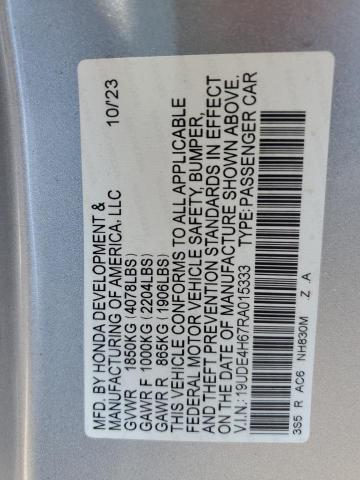 MFD. BY HONDA DEVELOPMENT &
MANUFACTURING OF AMERICA, LLC 10/23
GVWR 1850KG (4078LBS)
GAWR F 1000KG (2204LBS)
GAWR R 865KG (1906LBS)
THIS VEHICLE CONFORMS TO ALL APPLICABLE
FEDERAL MOTOR VEHICLE SAFETY, BUMPER,
AND THEFT PREVENTION STANDARDS IN EFFECT
ON THE DATE OF MANUFACTURE SHOWN ABOVE.
V.I.N.: 19UDE4H67RA015333 TYPE:PASSENGER CAR
3S5 R AC6 NH830M .Z .A